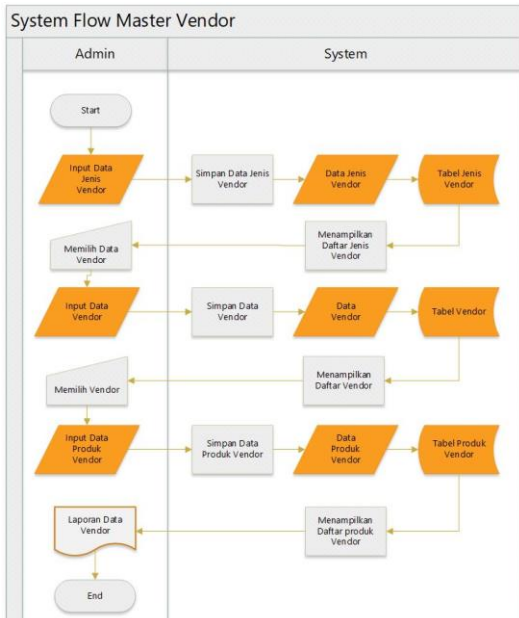 System Flow Master Vendor
Admin
System
Start
Input Data
Jenis
Vendor
Simpan Data Jenis
Vendor
Data Jenis
Vendor
Tabel Jenis
Vendor
Memilih Data
Vendor
Menampilkan
Daftar Jenis
Vendor
Input Data
Vendor
Simpan Data
Vendor
Data
Vendor
Tabel Vendor
Memilih Vendor
Menampilkan
Daftar Vendor
Input Data
Produk
Vendor
Simpan Data
Produk Vendor
Data
Produk
Vendor
Tabel Produk
Vendor
Laporan Data
Vendor
Menampilkan
Daftar produk
Vendor
End